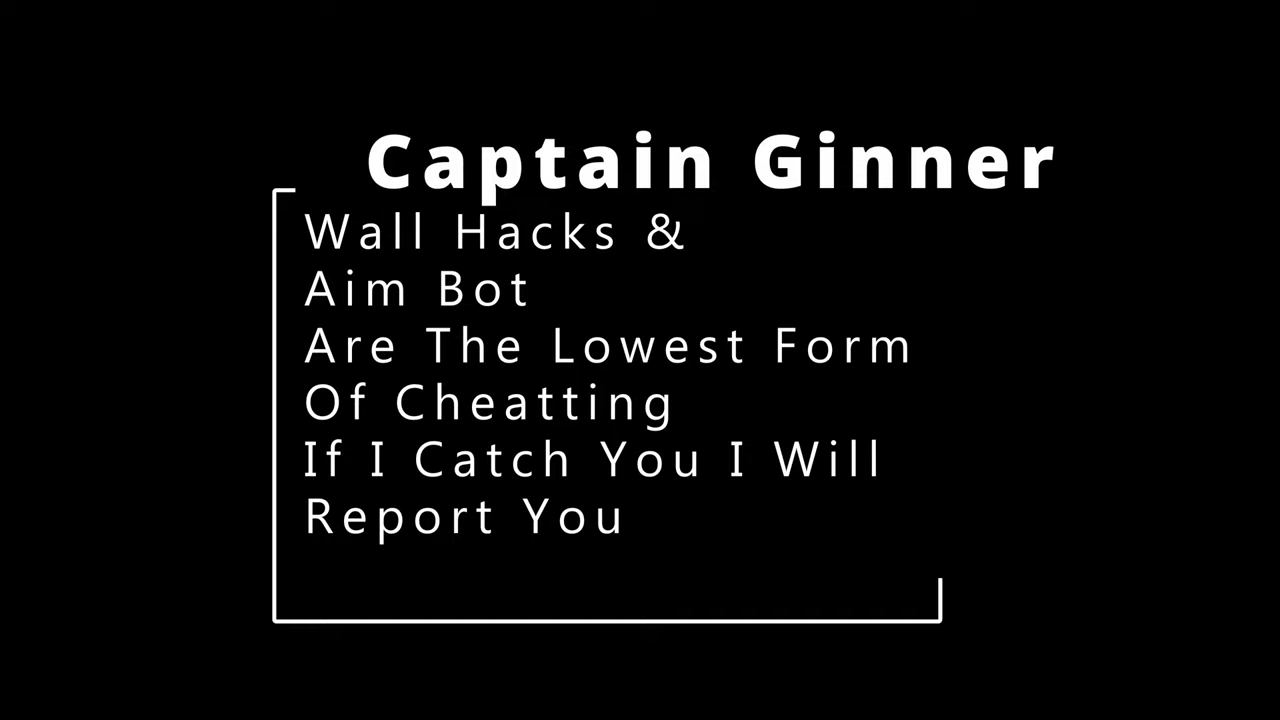 Captain Ginner
Wall Hacks &
Aim Bot
Are The Lowest Form
Of Cheatting
If I Catch You I Will
Report You